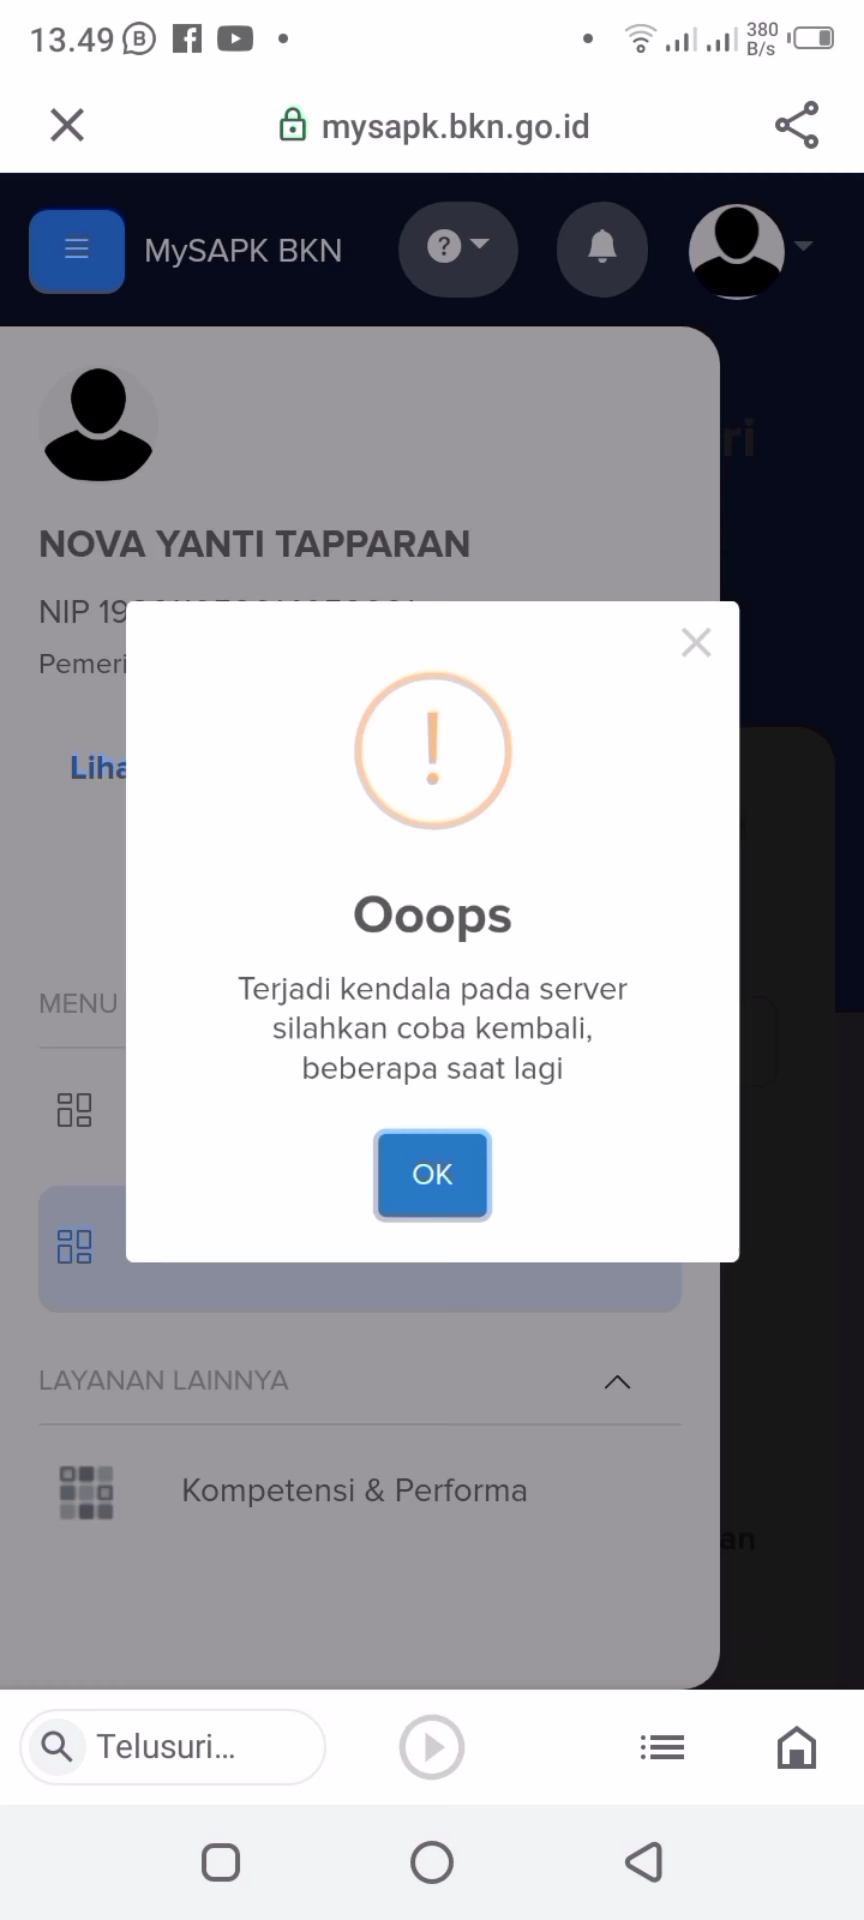 13.49
380
B/s
mysapk.bkn.go.id
MySAPK BKN
ri
NOVA YANTI TAPPARAN
NIP 19
Pemeri
Liha
Ooops
Terjadi kendala pada server
silahkan coba kembali,
beberapa saat lagi
OK
MENU
LAYANAN LAINNYA
Kompetensi & Performa
an
Telusuri...